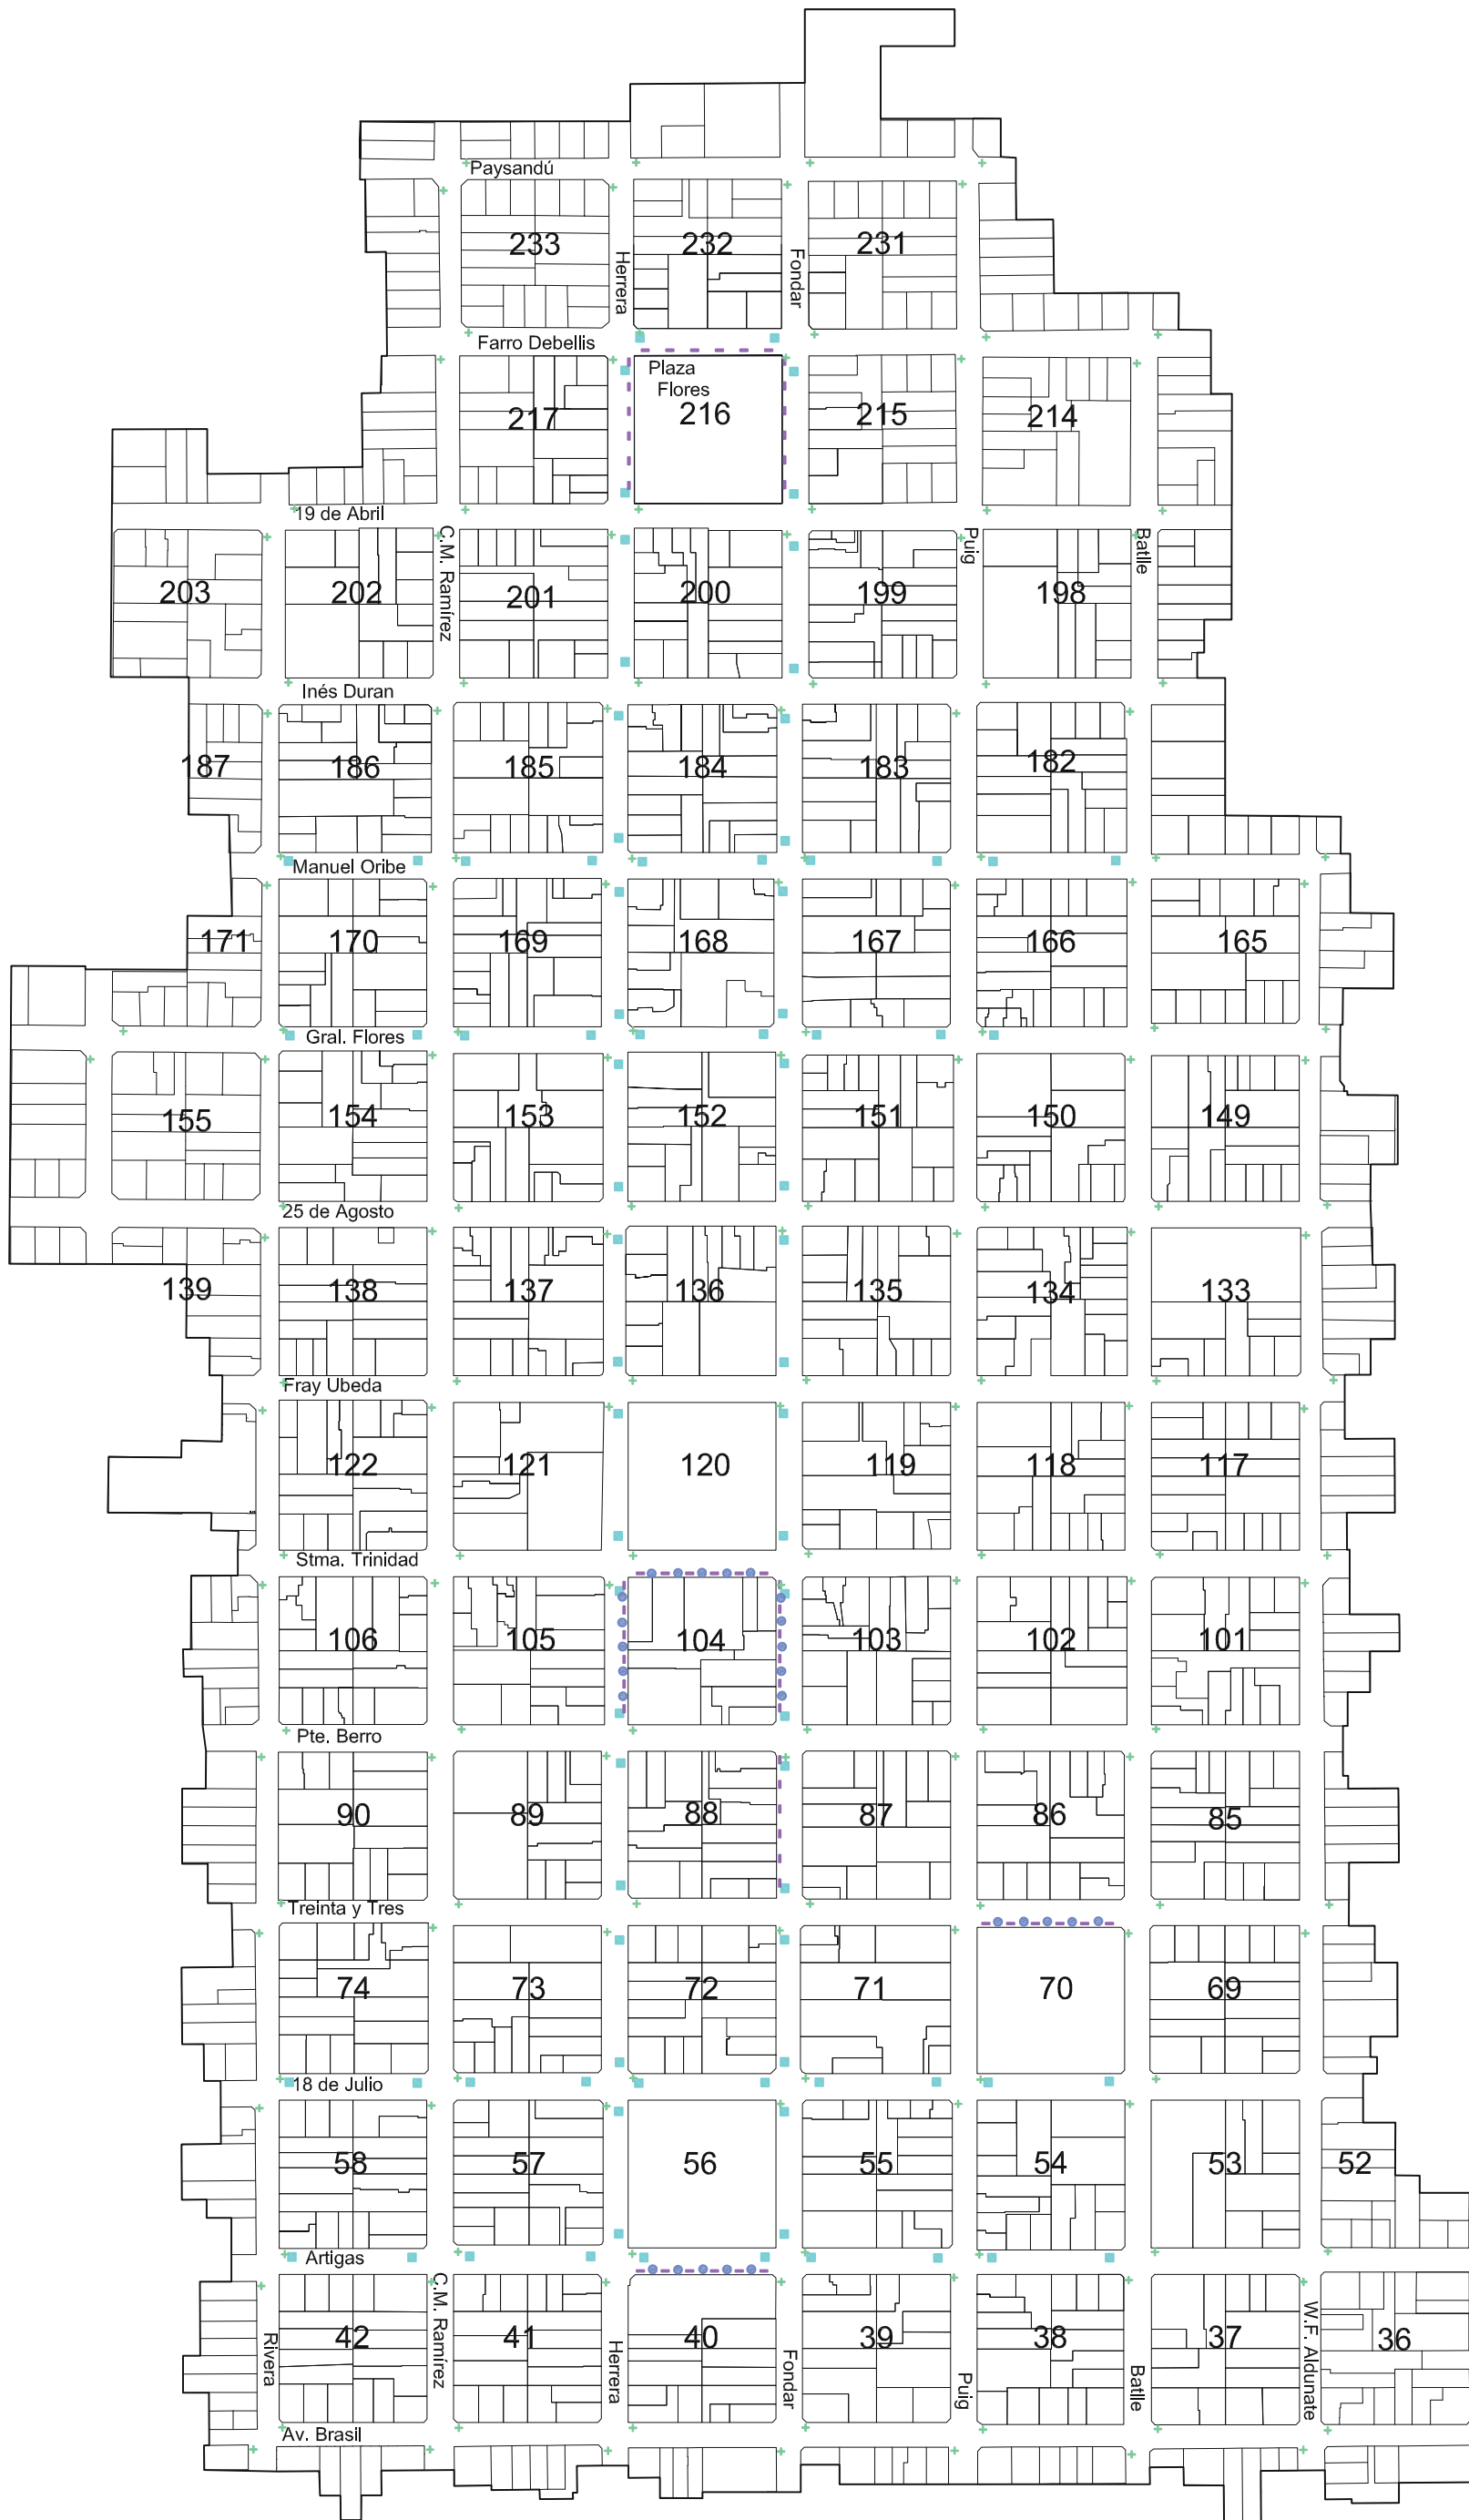 Paysandú
233
232
231
Herrera
Fondar
Farro Debellis
Plaza
Flores
217
216
215
214
19 de Abril
C.M. Ramírez
Puig
Batlle
203
202
201
200
199
198
Inés Duran
187
186
185
184
183
182
Manuel Oribe
171
170
169
168
167
166
165
Gral. Flores
155
154
153
152
151
150
149
25 de Agosto
139
138
137
136
135
134
133
Fray Ubeda
122
121
120
119
118
117
Stma. Trinidad
106
105
104
103
102
101
Pte. Berro
90
89
88
87
86
85
Treinta y Tres
74
73
72
71
70
69
18 de Julio
58
57
56
55
54
53
52
Artigas
Rivera
42
C.M. Ramírez
41
Herrera
40
Fondar
39
Puig
38
Batlle
37
W.F. Aldunate
36
Av. Brasil